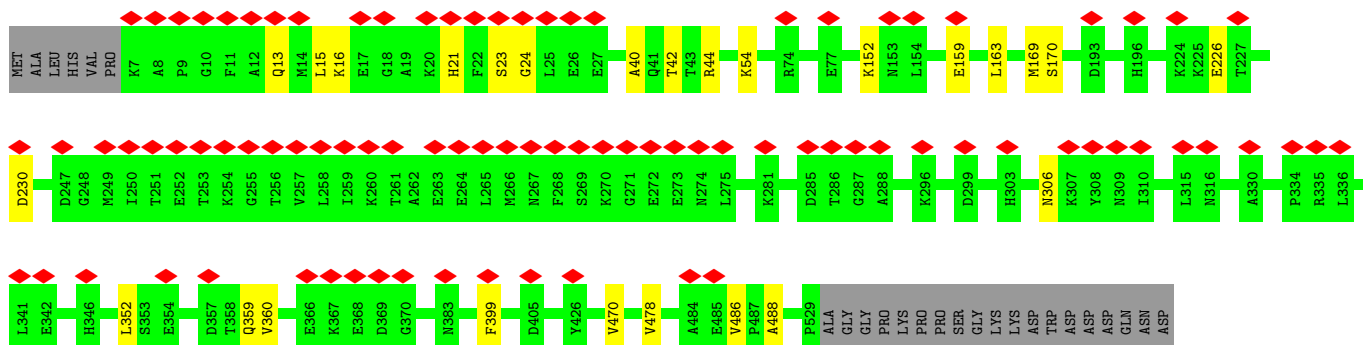 MET ALA LEU HIS VAL PRO K7 A8 P9 G10 F11 A12 Q13 M14 L15 K16 E17 G18 A19 K20 H21 F22 S23 G24 L25 E26 E27 A40 Q41 T42 T43 R44 K54 R74 E77 K152 N153 L154 E159 L163 M169 S170 D193 H196 K224 K225 E226 T227
D230 D247 G248 M249 I250 T251 E252 T253 K254 G255 T256 V257 L258 I259 K260 T261 A262 E263 E264 L265 M266 N267 F268 S269 K270 G271 E272 E273 N274 L275 K281 D285 T286 G287 A288 K296 D299 H303 N306 K307 Y308 N309 I310 L315 N316 A330 P334 R335 L336
L341 E342 H346 L352 S353 E354 D357 T358 Q359 V360 E366 K367 E368 D369 G370 N383 F399 D405 Y426 V470 V478 A484 E485 V486 P487 A488 P529 ALA GLY GLY PRO LYS PRO PRO SER GLY LYS LYS ASP TRP ASP ASP ASP GLN ASN ASP